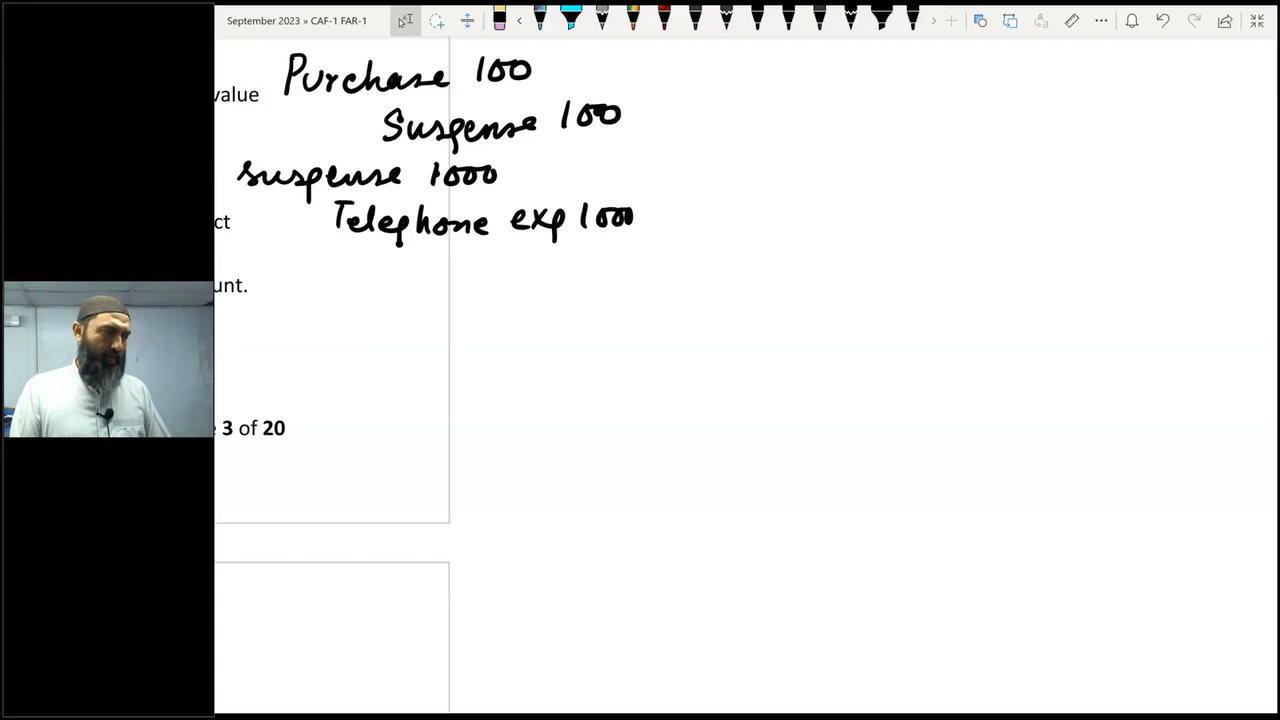 September 2023 » CAF-1 FAR-1
value
Purchase 100
Suspense 100
suspense 1000
Telephone exp 1000
ct
unt.
3 of 20